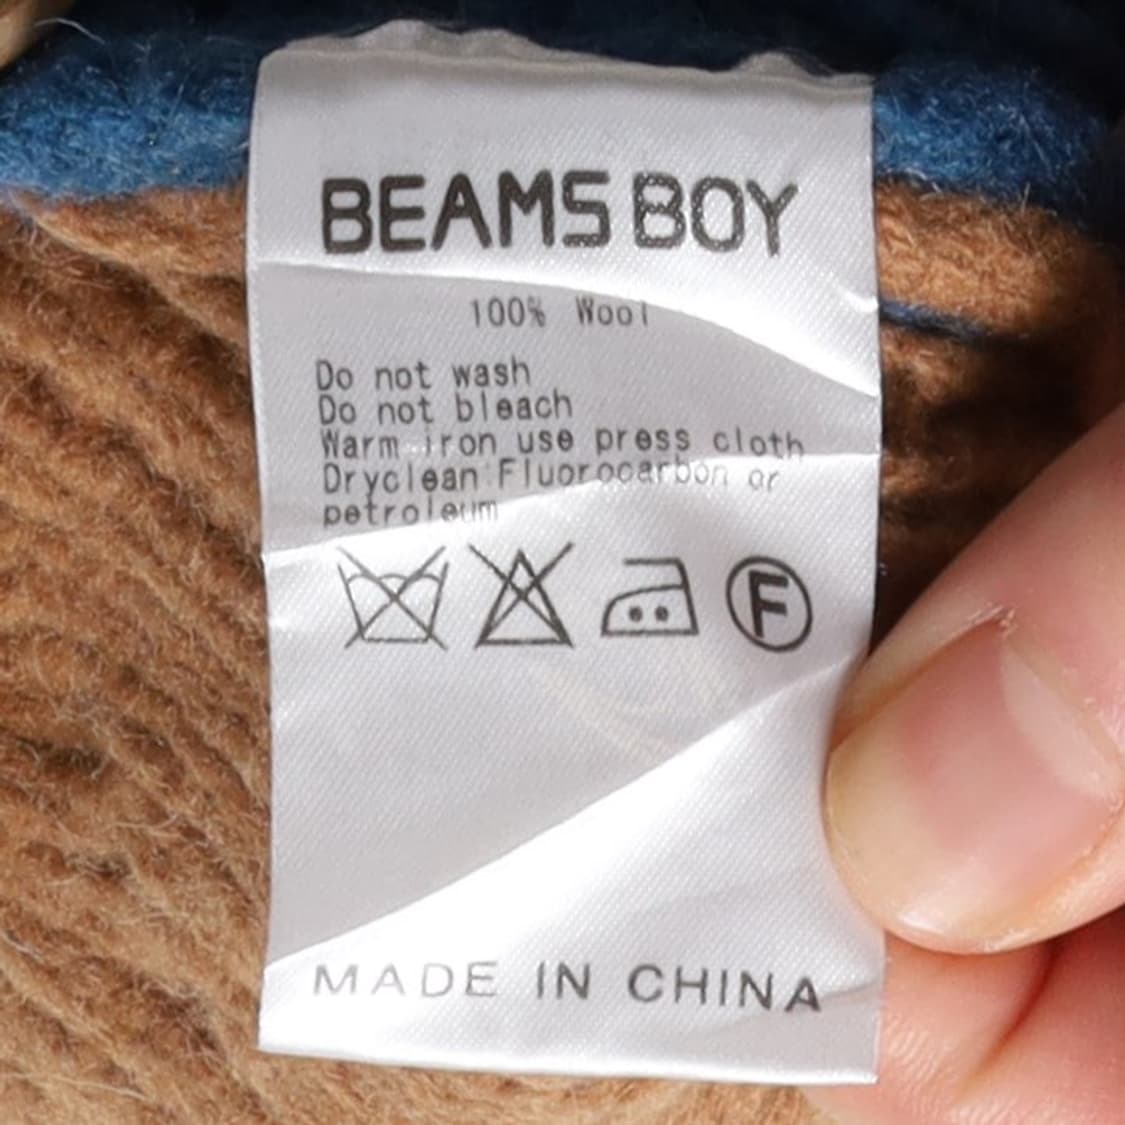 BEAMS BOY
100% Wool
Do not wash
Do not bleach
Warm iron use press cloth
Dryclean Fluorocarbon or
petroleum
F
MADE IN CHINA